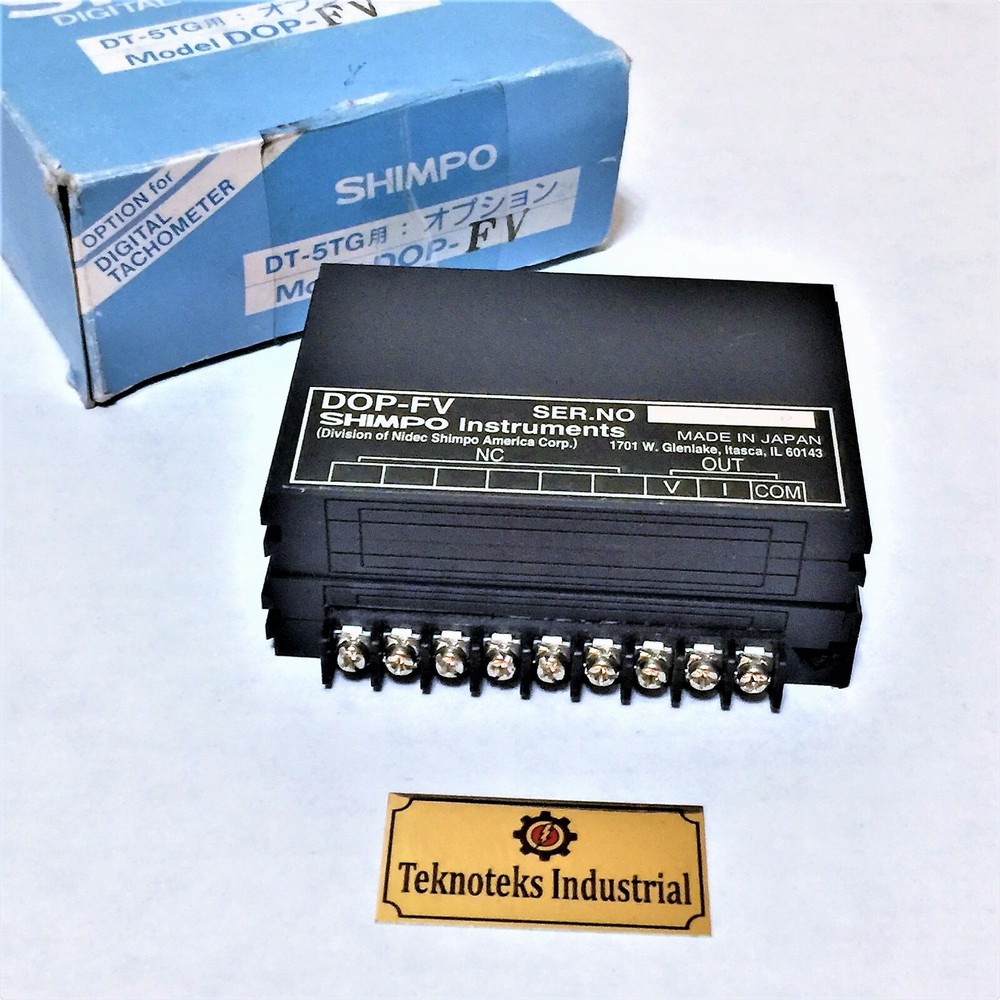 DIGITAL
DT-5TG用：オプ
Model DOP-FV
OPTION for
DIGITAL
TACHOMETER
SHIMPO
DT-5TG用：オプション
DOP-FV
DOP-FV SER.NO
SHIMPO Instruments MADE IN JAPAN
(Division of Nidec Shimpo America Corp.) 1701 W. Glenlake, Itasca, IL 60143
NC OUT
V I COM
Teknoteks Industrial